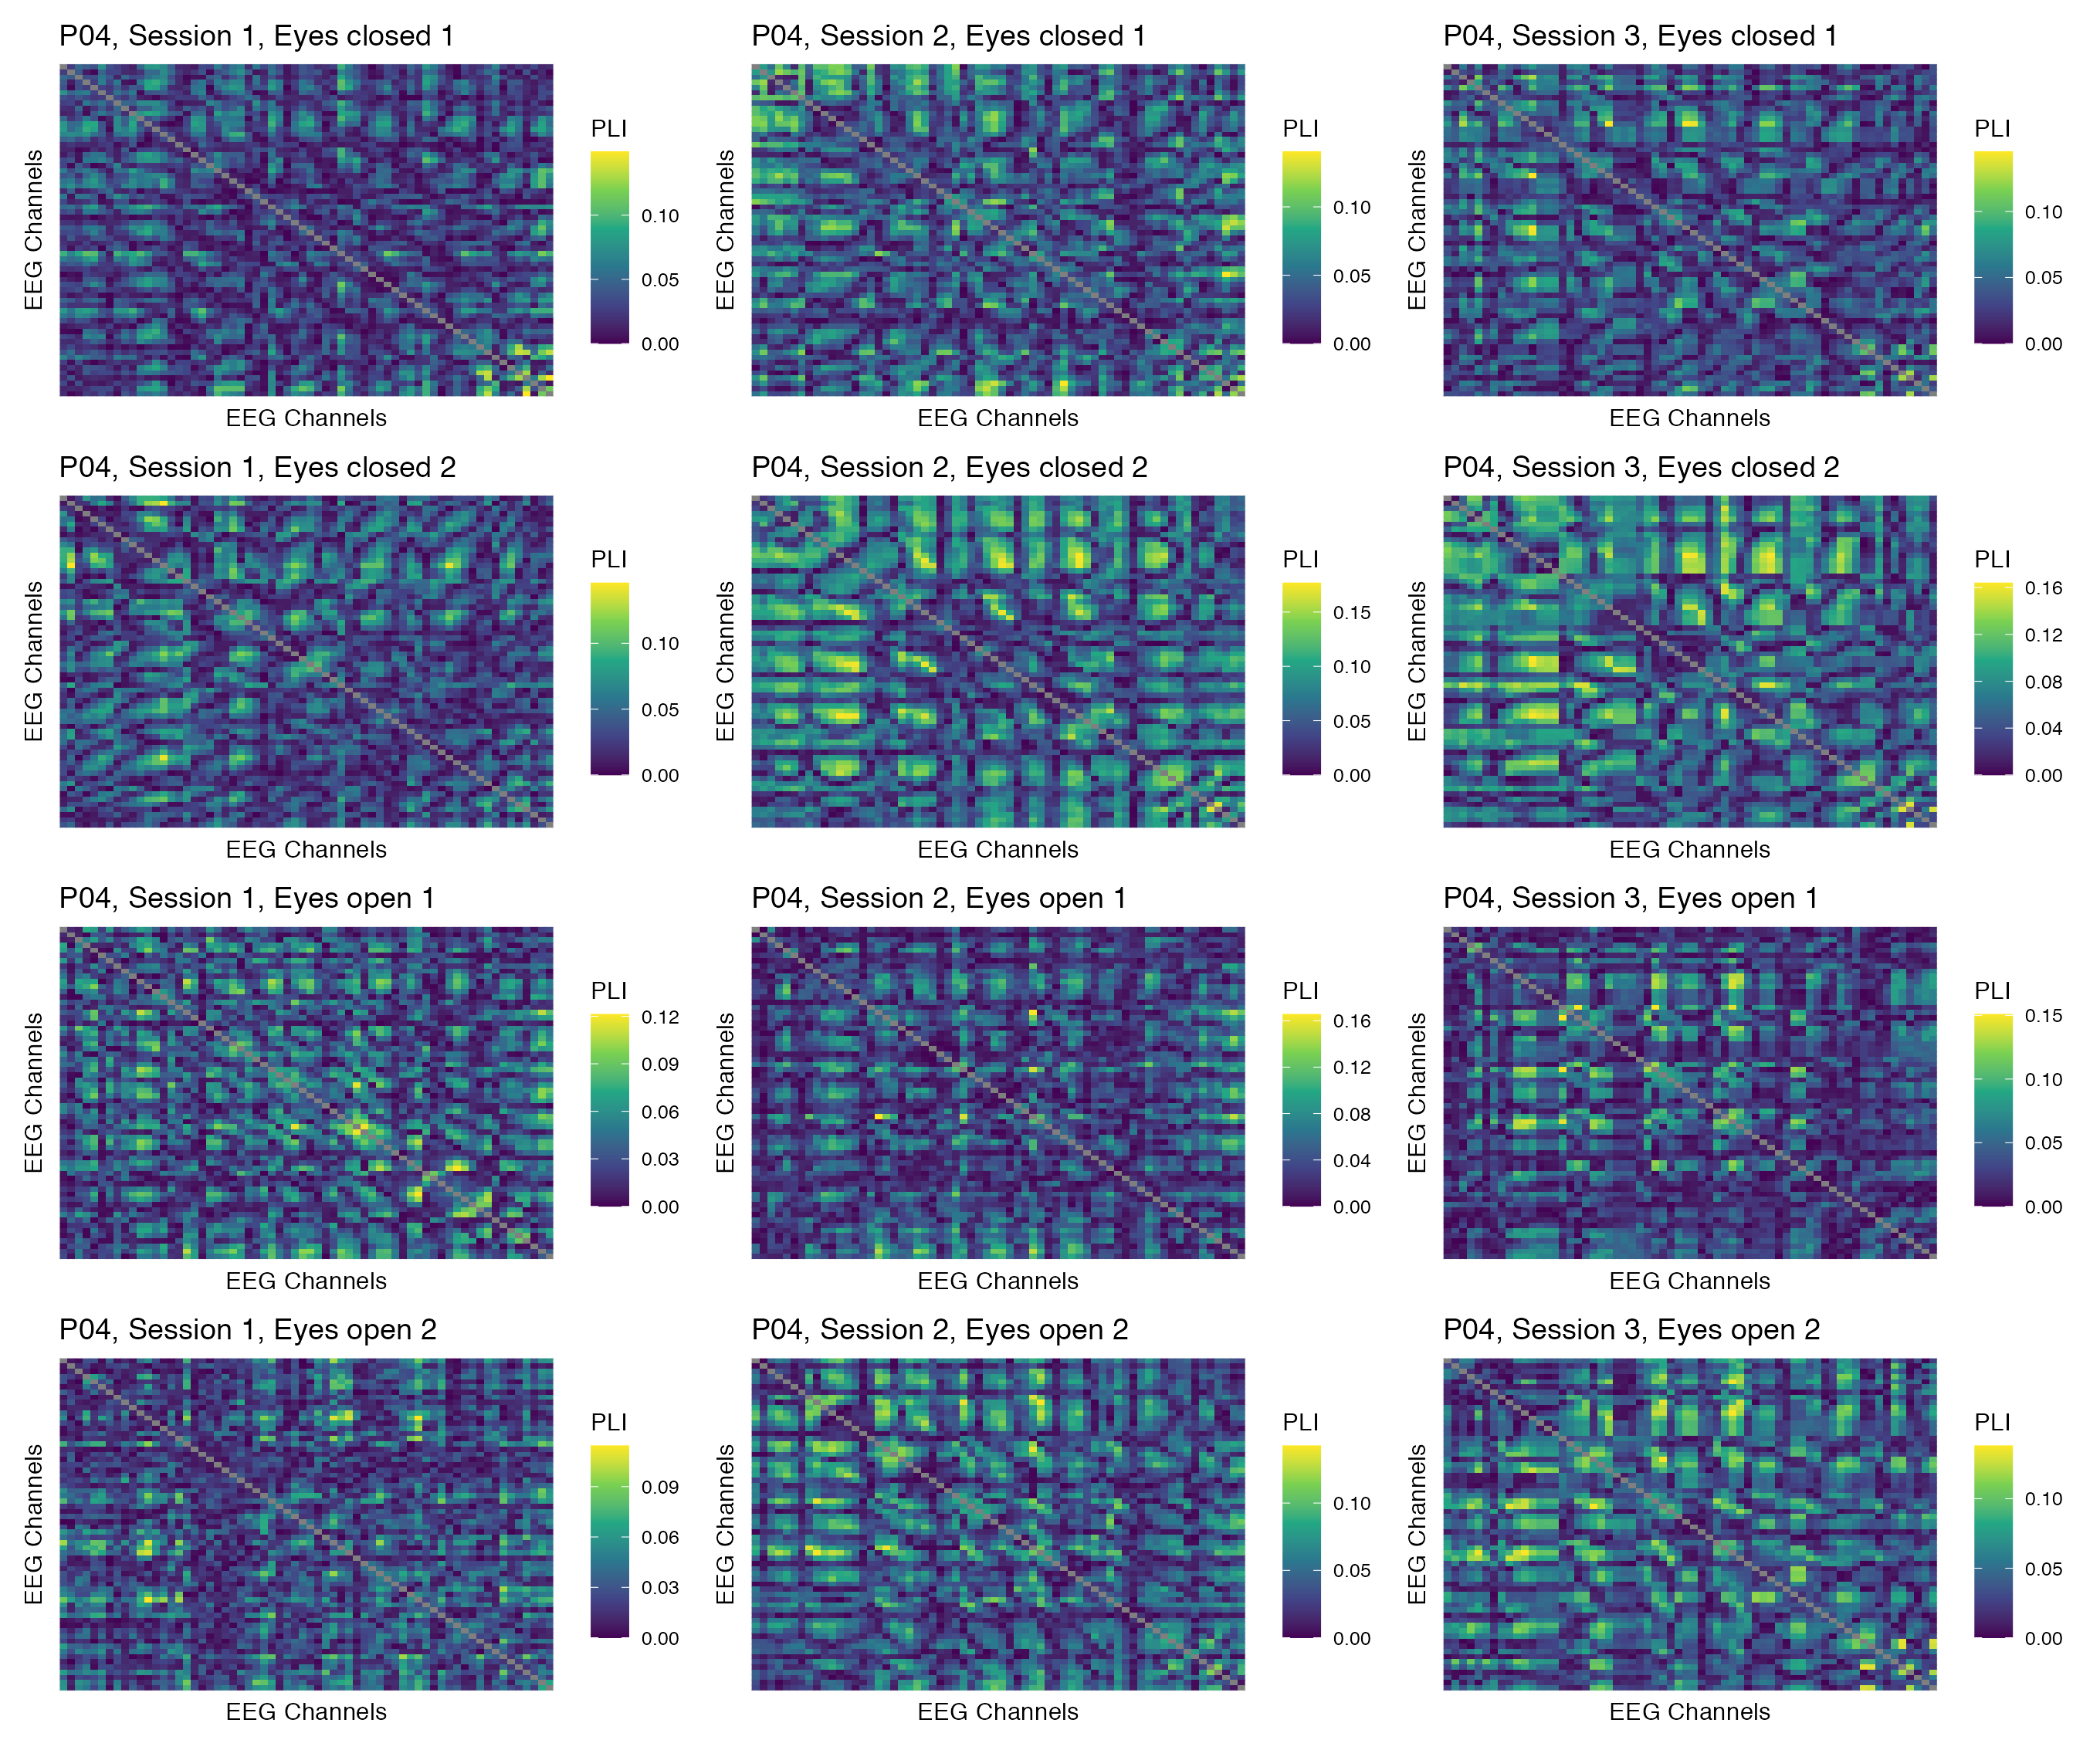 P04, Session 1, Eyes closed 1
EEG Channels
EEG Channels
PLI
0.10
0.05
0.00
P04, Session 2, Eyes closed 1
EEG Channels
EEG Channels
PLI
0.10
0.05
0.00
P04, Session 3, Eyes closed 1
EEG Channels
EEG Channels
PLI
0.10
0.05
0.00
P04, Session 1, Eyes closed 2
EEG Channels
EEG Channels
PLI
0.10
0.05
0.00
P04, Session 2, Eyes closed 2
EEG Channels
EEG Channels
PLI
0.15
0.10
0.05
0.00
P04, Session 3, Eyes closed 2
EEG Channels
EEG Channels
PLI
0.16
0.12
0.08
0.04
0.00
P04, Session 1, Eyes open 1
EEG Channels
EEG Channels
PLI
0.12
0.09
0.06
0.03
0.00
P04, Session 2, Eyes open 1
EEG Channels
EEG Channels
PLI
0.16
0.12
0.08
0.04
0.00
P04, Session 3, Eyes open 1
EEG Channels
EEG Channels
PLI
0.15
0.10
0.05
0.00
P04, Session 1, Eyes open 2
EEG Channels
EEG Channels
PLI
0.09
0.06
0.03
0.00
P04, Session 2, Eyes open 2
EEG Channels
EEG Channels
PLI
0.10
0.05
0.00
P04, Session 3, Eyes open 2
EEG Channels
EEG Channels
PLI
0.10
0.05
0.00